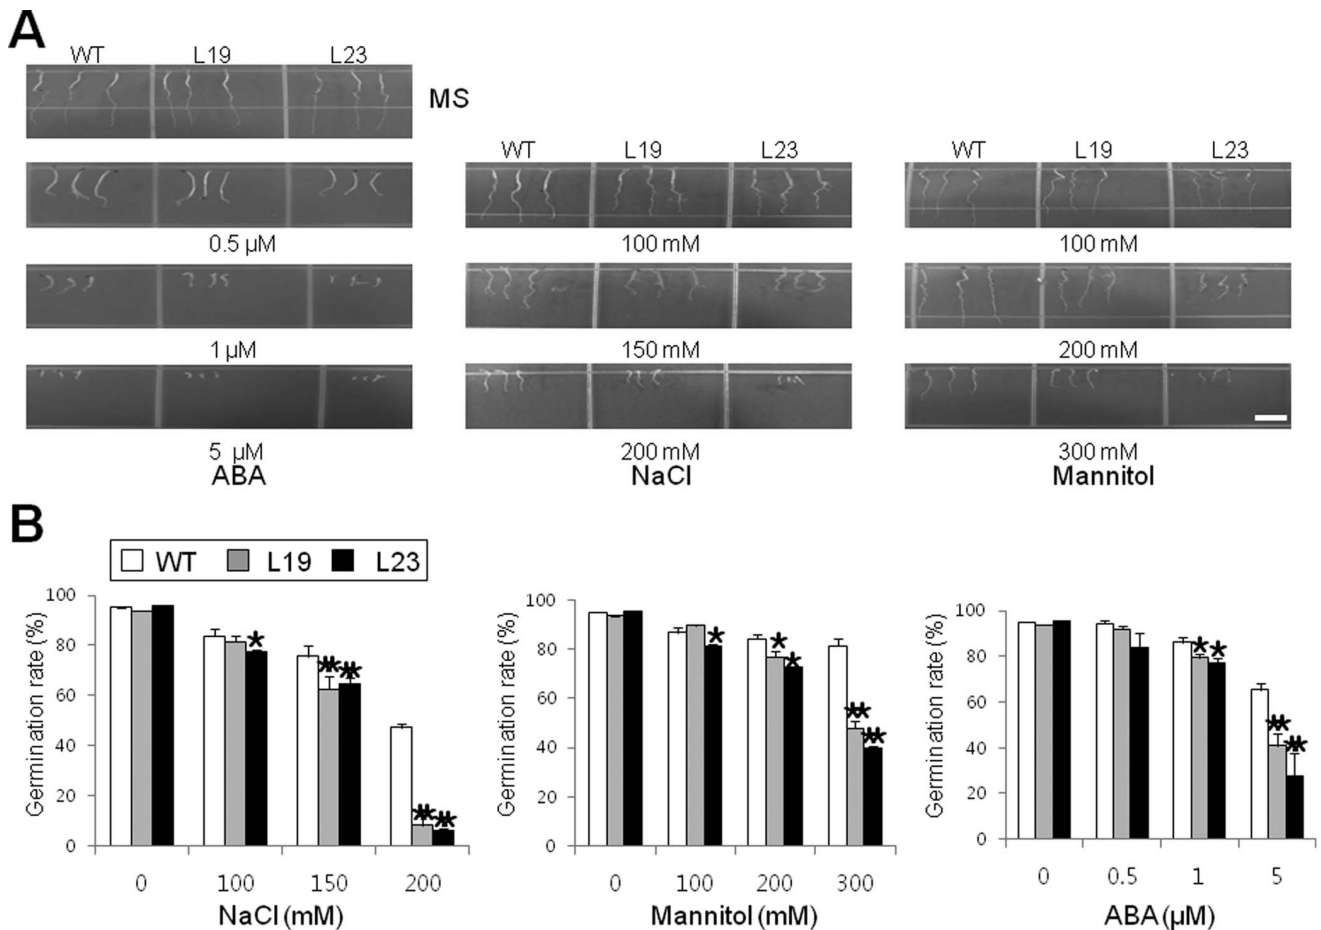 A
WT L19 L23
MS
0.5 µM
1 µM
5 µM
ABA
WT L19 L23
100 mM
150 mM
200 mM
NaCl
WT L19 L23
100 mM
200 mM
300 mM
Mannitol
B
WT L19 L23
Germination rate (%)
100
80
60
40
20
0
0 100 150 200
NaCl (mM)
Germination rate (%)
100
80
60
40
20
0
0 100 200 300
Mannitol (mM)
Germination rate (%)
100
80
60
40
20
0
0 0.5 1 5
ABA (µM)